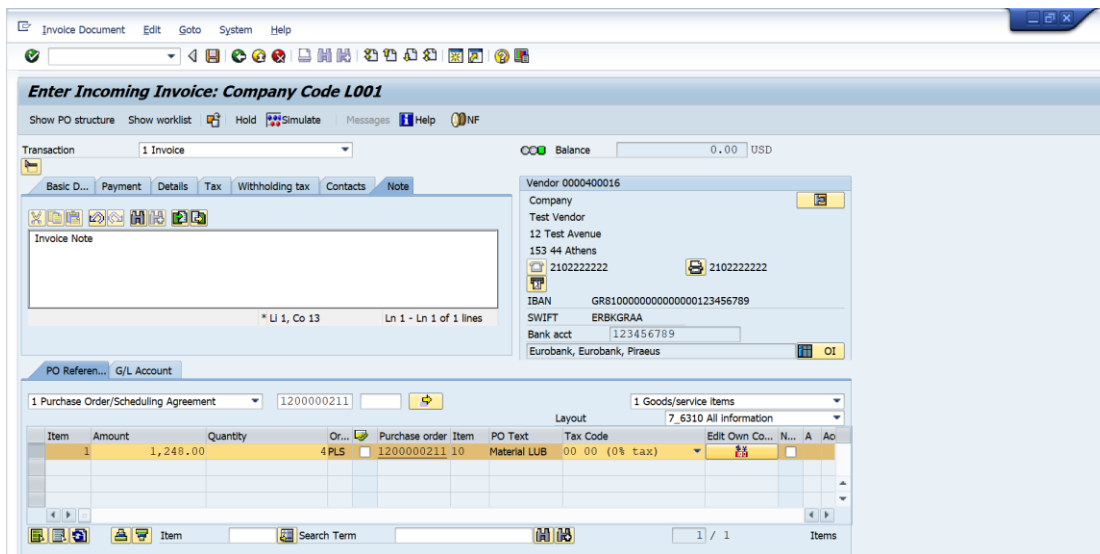 Invoice Document Edit Goto System Help
Enter Incoming Invoice: Company Code L001
Show PO structure Show worklist Hold Simulate Messages Help NF
Transaction 1 Invoice Balance 0.00 USD
Basic D... Payment Details Tax Withholding tax Contacts Note
Invoice Note
* Li 1, Co 13 Ln 1 - Ln 1 of 1 lines
Vendor 0000400016
Company
Test Vendor
12 Test Avenue
153 44 Athens
2102222222 2102222222
IBAN GR8100000000000000123456789
SWIFT ERBKGRAA
Bank acct 123456789
Eurobank, Eurobank, Piraeus OI
PO Referen... G/L Account
1 Purchase Order/Scheduling Agreement 1200000211 1 Goods/service items
Layout 7_6310 All information
Item Amount Quantity Or... Purchase order Item PO Text Tax Code Edit Own Co... N... A Ac
1 1,248.00 4 PLS 1200000211 10 Material LUB 00 00 (0% tax)
Item Search Term 1 / 1 Items